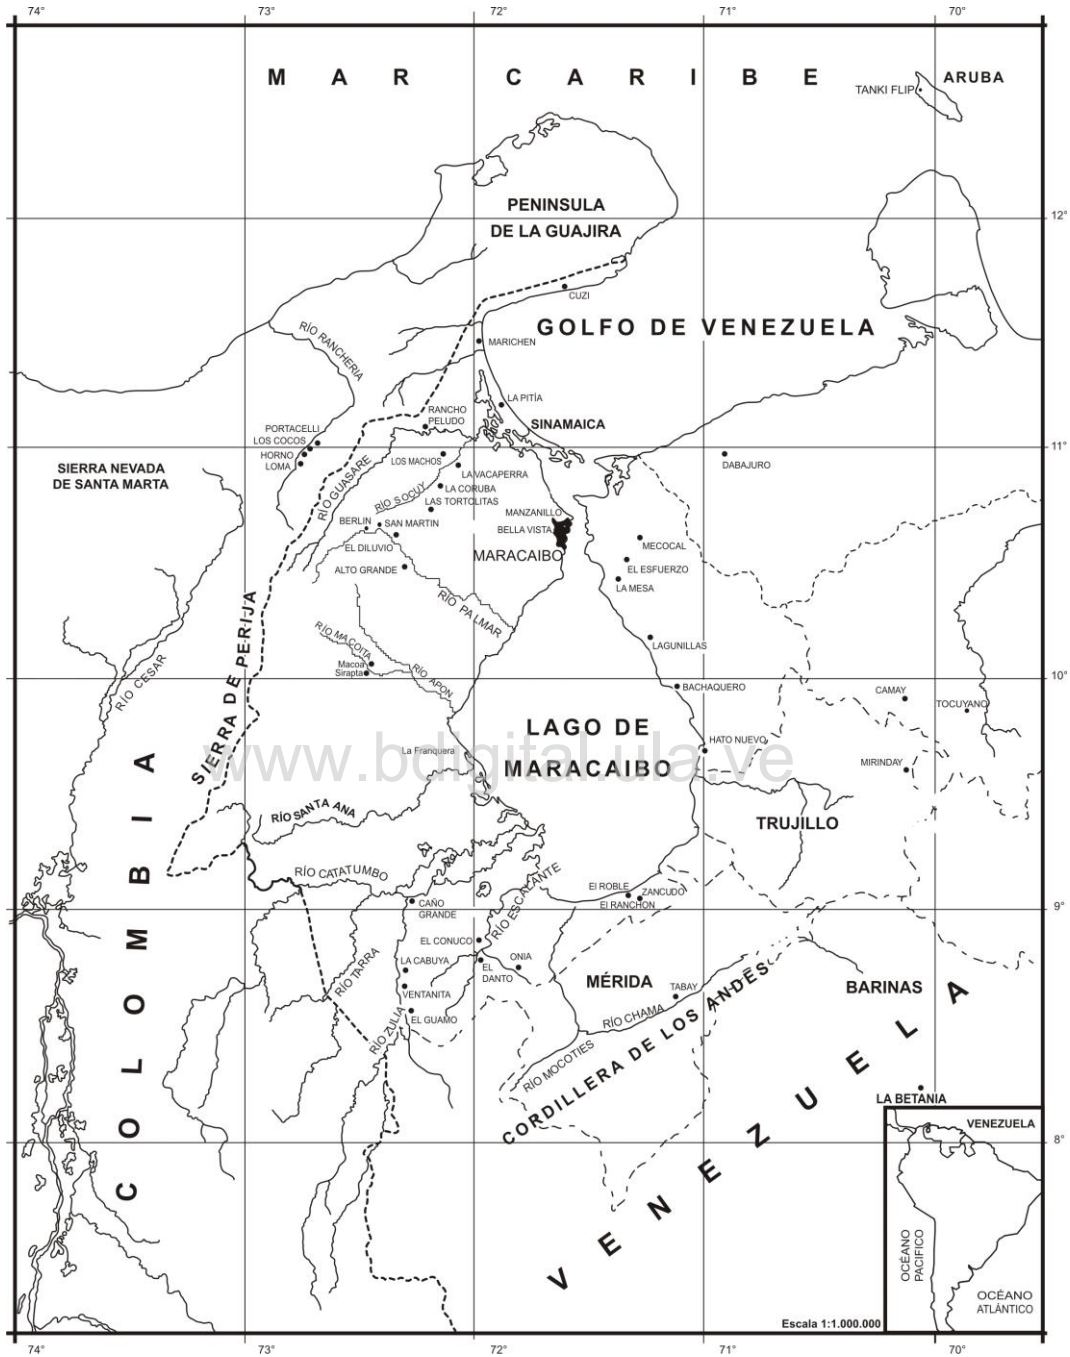 74°
73°
72°
71°
70°
MAR CARIBE
ARUBA
TANKI FLIP
PENINSULA
DE LA GUAJIRA
12°
CUZI
GOLFO DE VENEZUELA
RÍO RANCHERIA
MARICHEN
LA PITÍA
RANCHO
PELUDO
SINAMAICA
PORTACELLI
LOS COCOS
HORNO
LOMA
11°
SIERRA NEVADA
DE SANTA MARTA
RÍO GUASARE
LOS MACHOS
LA VACAPERRA
DABAJURO
RÍO SOCUY
LA CORUBA
LAS TORTOLITAS
MANZANILLO
BERLIN
SAN MARTIN
BELLA VISTA
EL DILUVIO
MARACAIBO
MECOCAL
EL ESFUERZO
ALTO GRANDE
LA MESA
RÍO PALMAR
RÍO MACOITA
LAGUNILLAS
Macoa
Sirapta
RÍO APON
RÍO CESAR
SIERRA DE PERIJA
10°
BACHAQUERO
CAMAY
TOCUYANO
LAGO DE
MARACAIBO
HATO NUEVO
La Franquera
www.bdigital.ula.ve
MIRINDAY
RÍO SANTA ANA
TRUJILLO
COLOMBIA
RÍO CATATUMBO
RÍO ESCALANTE
El ROBLE
ZANCUDO
El RANCHON
CAÑO
GRANDE
9°
EL CONUCO
LA CABUYA
EL
DANTO
ONIA
RÍO TARRA
VENTANITA
MÉRIDA
TABAY
BARINAS
EL GUAMO
RÍO ZULIA
RÍO CHAMA
RÍO MOCOTIES
CORDILLERA DE LOS ANDES
VENEZUELA
LA BETANIA
8°
VENEZUELA
OCÉANO
PACIFICO
OCÉANO
ATLÁNTICO
Escala 1:1.000.000
74°
73°
72°
71°
70°